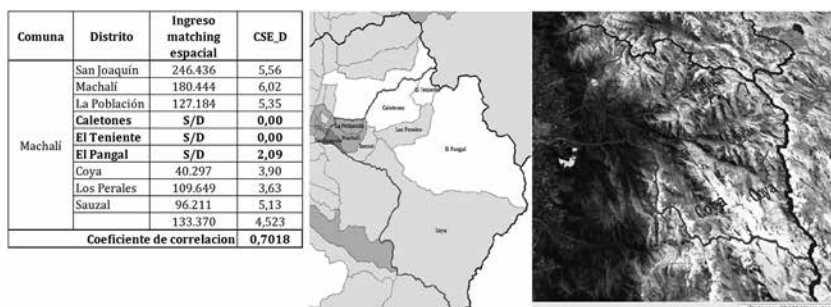 Comuna Distrito Ingreso matching espacial CSE_D
Machalí
San Joaquín 246.436 5,56
Machalí 180.444 6,02
La Población 127.184 5,35
Caletones S/D 0,00
El Teniente S/D 0,00
El Pangal S/D 2,09
Coya 40.297 3,90
Los Perales 109.649 3,63
Sauzal 96.211 5,13
133.370 4,523
Coeficiente de correlacion 0,7018
El Teniente
Caletones
La Población
Los Perales
Machalí
Sauzal
El Pangal
Coya
Coya